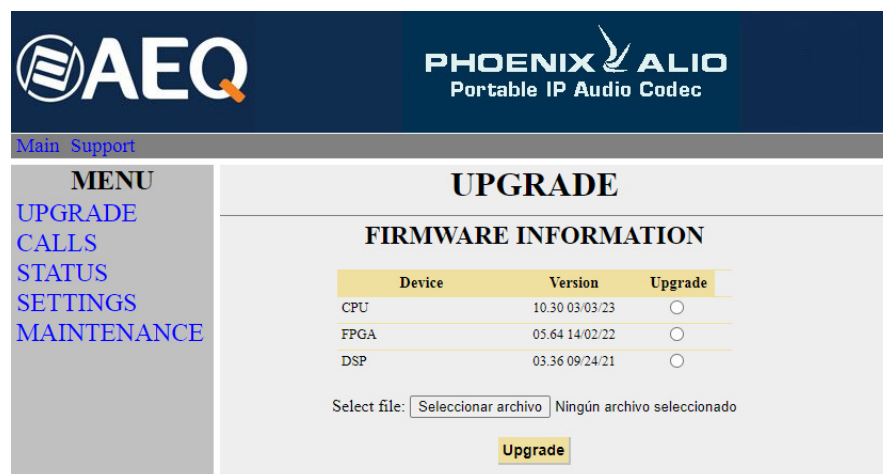 AEQ
PHOENIX ALIO
Portable IP Audio Codec
Main Support
MENU
UPGRADE
CALLS
STATUS
SETTINGS
MAINTENANCE
UPGRADE
FIRMWARE INFORMATION
Device Version Upgrade
CPU 10.30 03/03/23
FPGA 05.64 14/02/22
DSP 03.36 09/24/21
Select file: Seleccionar archivo Ningún archivo seleccionado
Upgrade